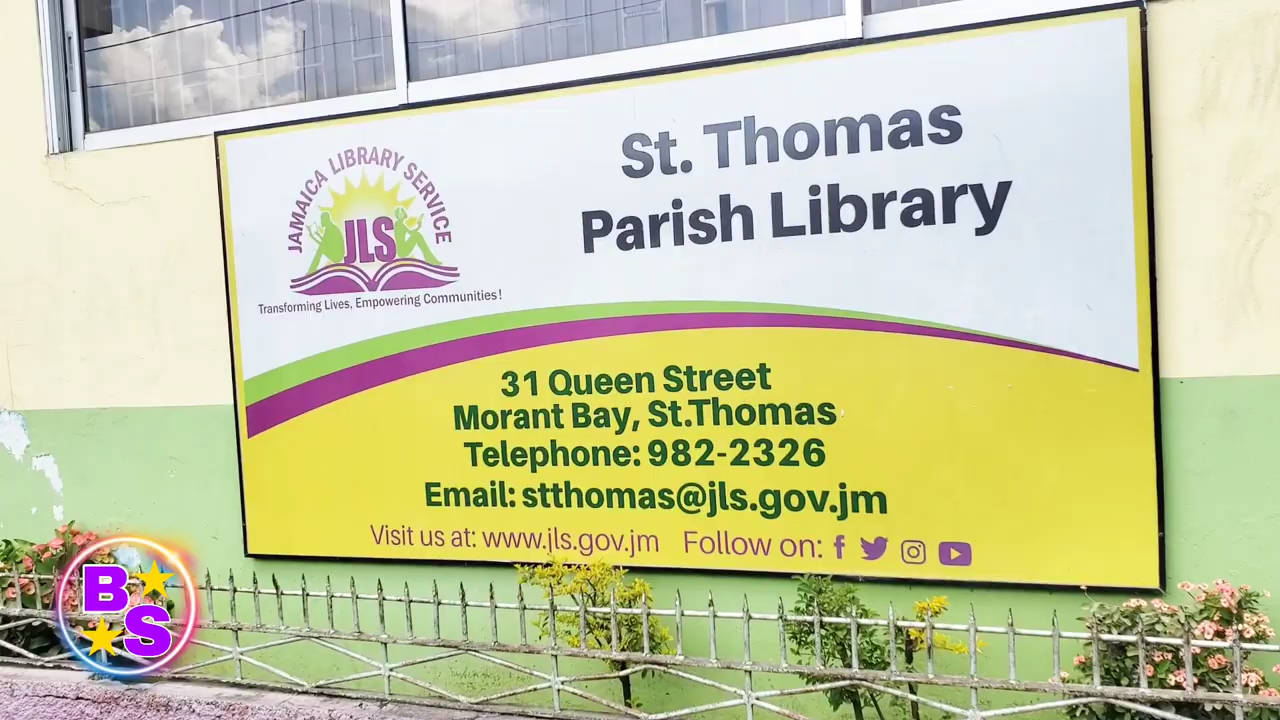 JAMAICA LIBRARY SERVICE
JLS
Transforming Lives, Empowering Communities!
St. Thomas
Parish Library
31 Queen Street
Morant Bay, St.Thomas
Telephone: 982-2326
Email: stthomas@jls.gov.jm
Visit us at: www.jls.gov.jm Follow on:
B
S